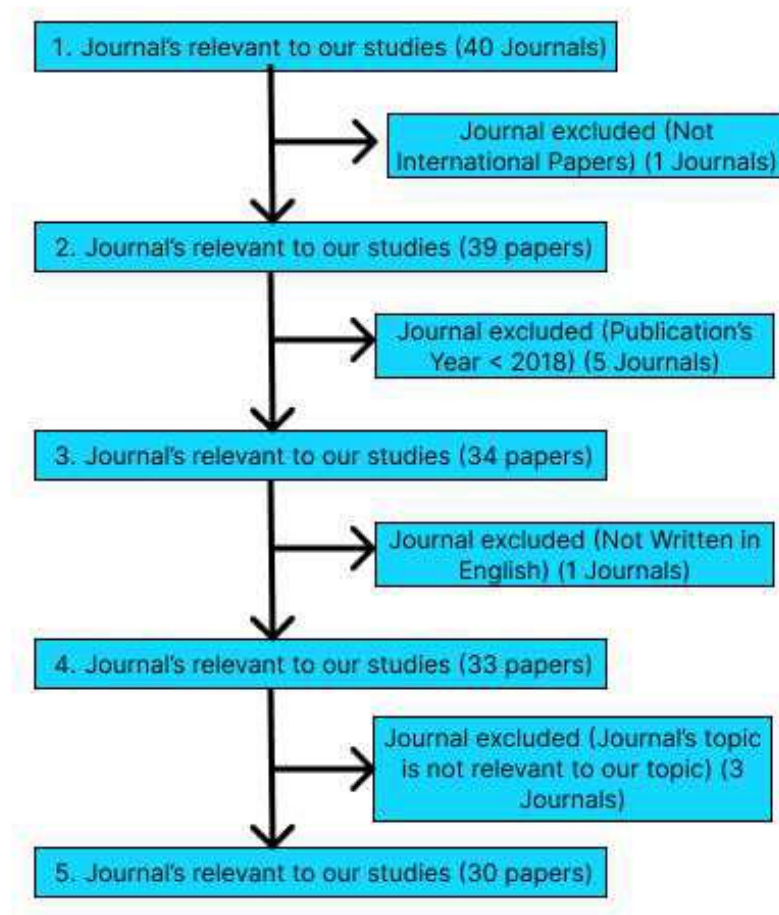 1. Journal's relevant to our studies (40 Journals)
Journal excluded (Not
International Papers) (1 Journals)
2. Journal's relevant to our studies (39 papers)
Journal excluded (Publication's
Year < 2018) (5 Journals)
3. Journal's relevant to our studies (34 papers)
Journal excluded (Not Written in
English) (1 Journals)
4. Journal's relevant to our studies (33 papers)
Journal excluded (Journal's topic
is not relevant to our topic) (3
Journals)
5. Journal's relevant to our studies (30 papers)